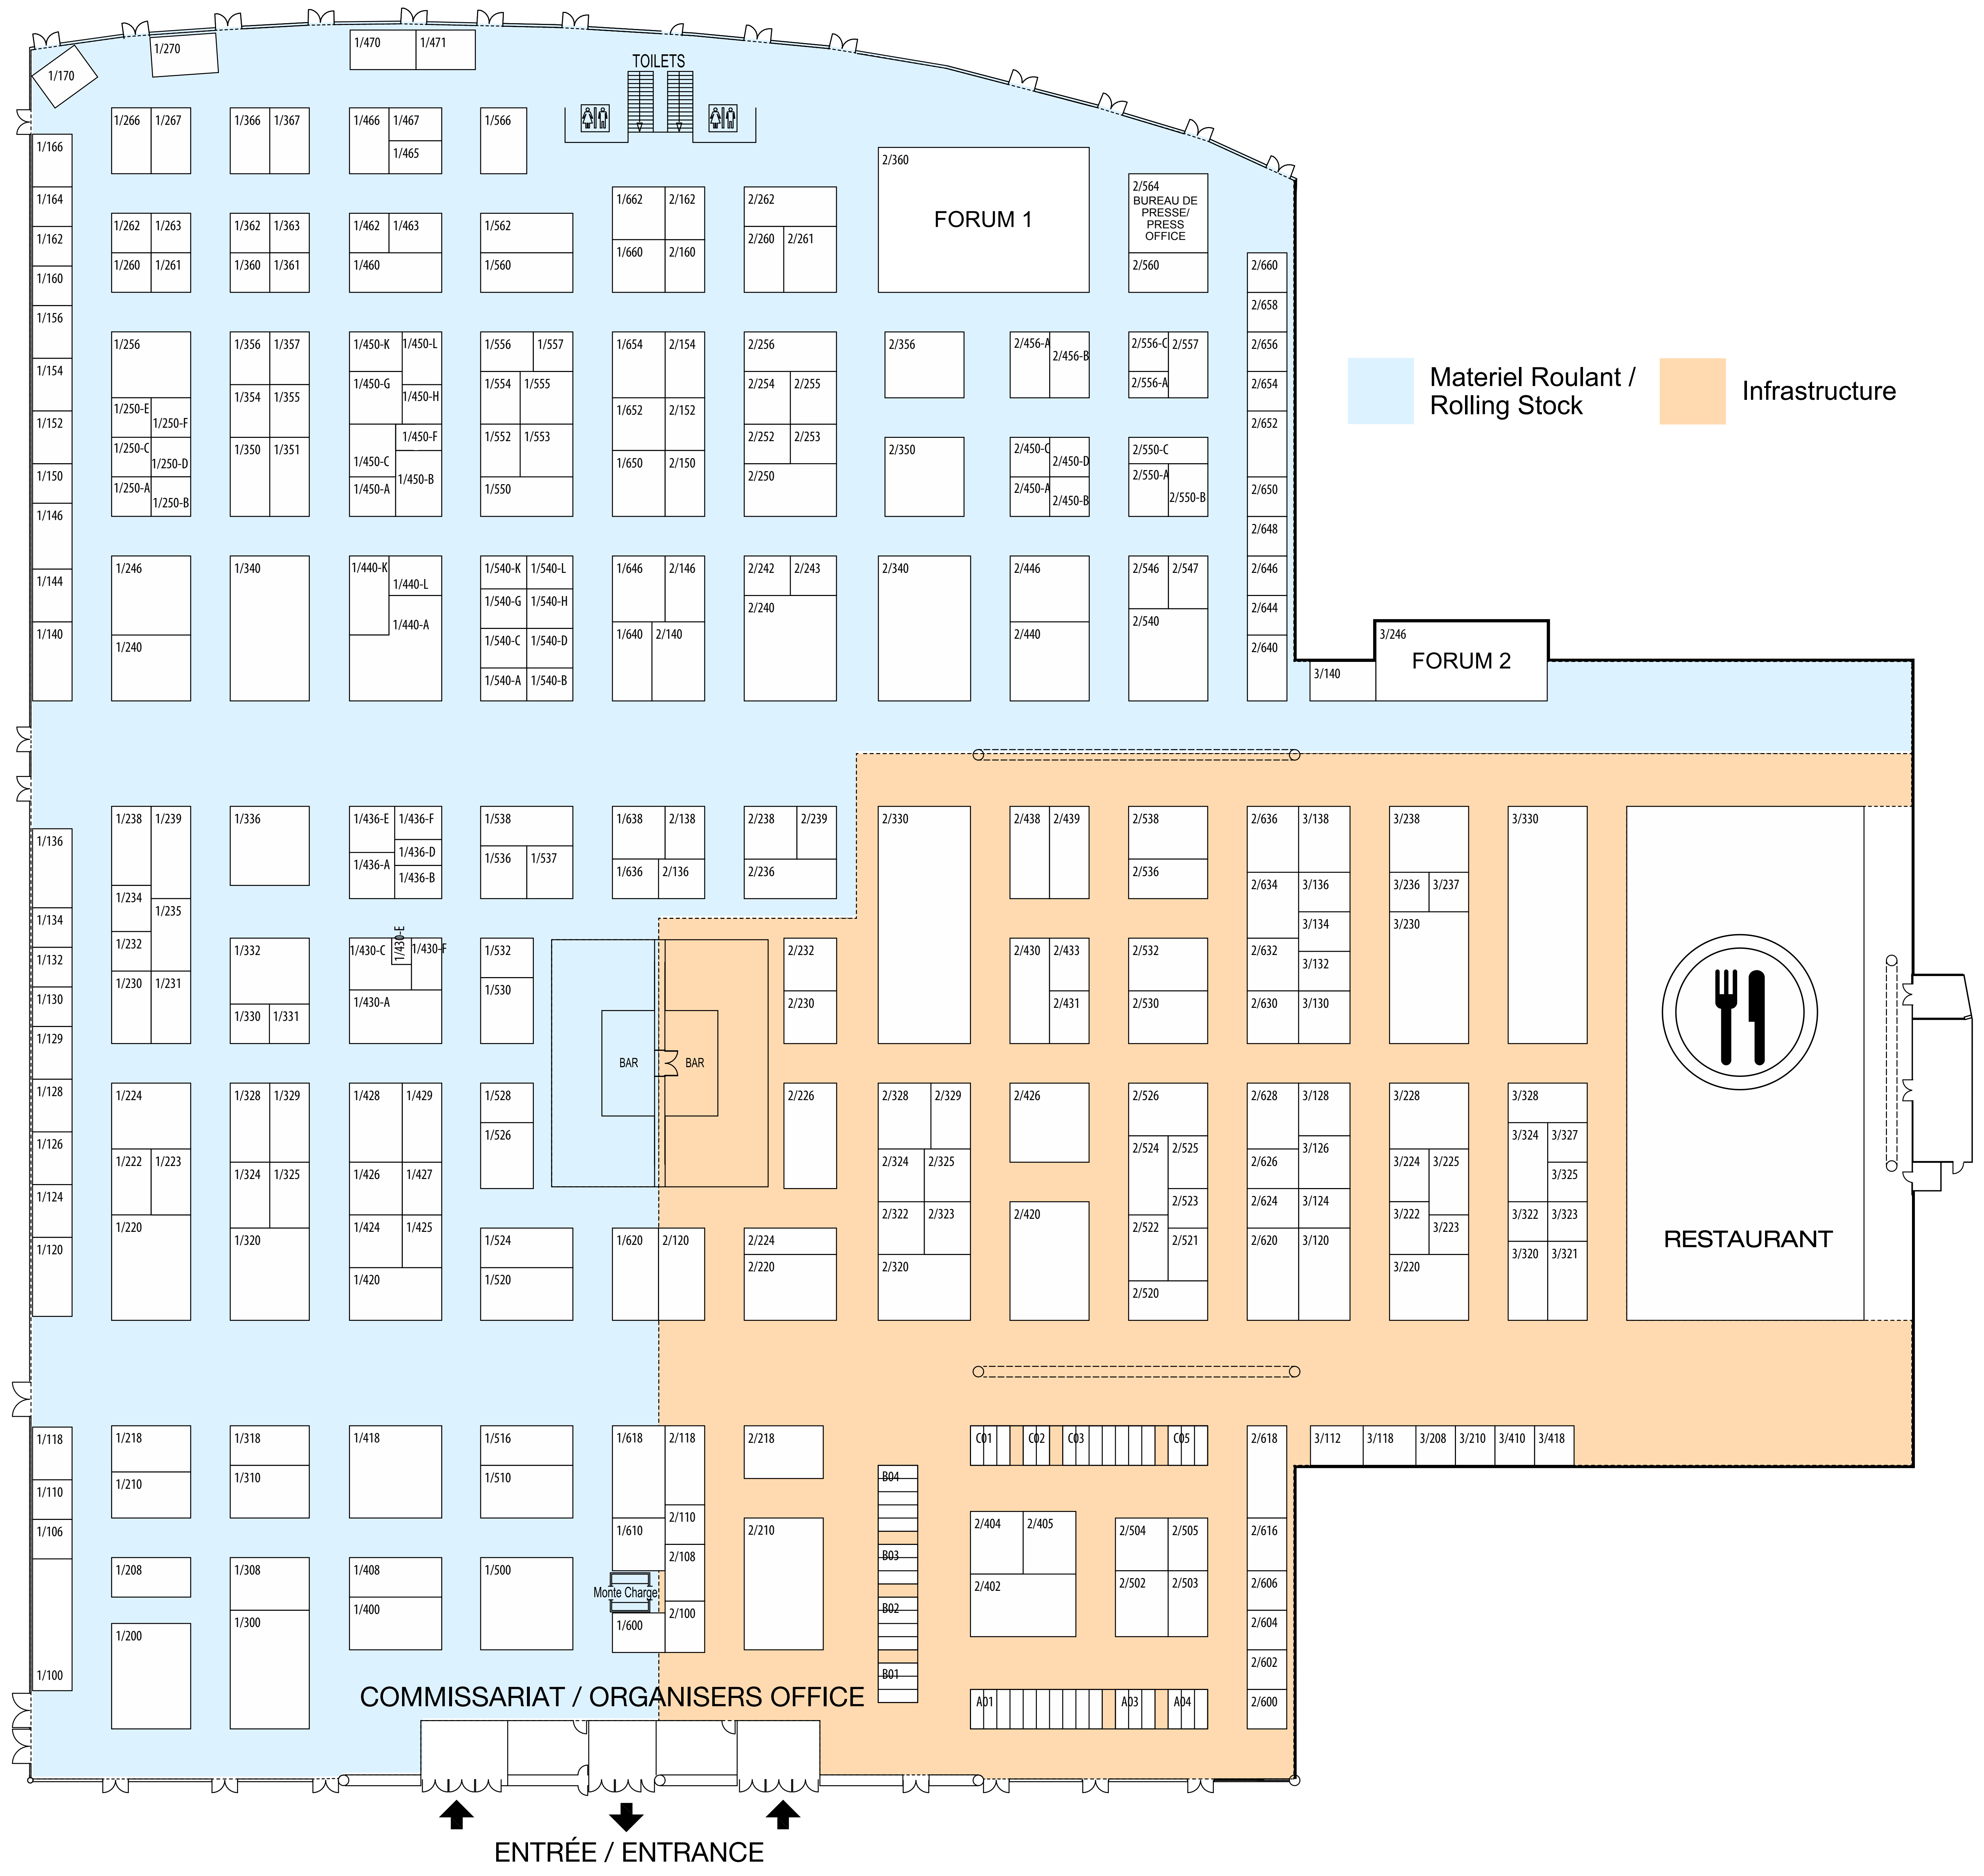 1/170
1/270
1/470 1/471
TOILETS
1/266 1/267 1/366 1/367 1/466 1/467 1/566
1/465
1/166
2/360
FORUM 1
2/564
BUREAU DE
PRESSE/
PRESS
OFFICE
1/164 1/662 2/162 2/262
1/262 1/263 1/362 1/363 1/462 1/463 1/562
1/162 1/660 2/160 2/260 2/261
1/260 1/261 1/360 1/361 1/460 1/560 2/560 2/660
1/160
2/658
1/156
1/256 1/356 1/357 1/450-K 1/450-L 1/556 1/557 1/654 2/154 2/256 2/356 2/456-A 2/456-B 2/556-C 2/557 2/656
1/154 1/450-G 1/554 1/555 2/254 2/255 2/556-A 2/654
1/354 1/355 1/450-H
Materiel Roulant /
Rolling Stock
Infrastructure
1/250-E 1/250-F 1/652 2/152
1/152 2/652
1/450-F 1/552 1/553 2/252 2/253
1/250-C 1/250-D 1/350 1/351 1/450-C 1/650 2/150 2/350 2/450-C 2/450-D 2/550-C
1/150 1/450-B 2/250 2/550-A
1/250-A 1/250-B 1/450-A 1/550 2/450-A 2/450-B 2/550-B 2/650
1/146 2/648
1/246 1/340 1/440-K 1/440-L 1/540-K 1/540-L 1/646 2/146 2/242 2/243 2/340 2/446 2/546 2/547 2/646
1/144
1/540-G 1/540-H 2/240 2/644
1/440-A 2/540
1/140 1/640 2/140 2/440
1/240 1/540-C 1/540-D 2/640
1/540-A 1/540-B
3/246
FORUM 2
3/140
1/238 1/239 1/336 1/436-E 1/436-F 1/538 1/638 2/138 2/238 2/239 2/330 2/438 2/439 2/538 2/636 3/138 3/238 3/330
1/136
1/436-A 1/436-D 1/536 1/537
1/436-B 1/636 2/136 2/236 2/536
1/234 2/634 3/136 3/236 3/237
1/134 1/235
3/134 3/230
1/232 1/332 1/430-C 1/430-E 1/430-F 1/532 2/232 2/430 2/433 2/532 2/632
1/132 3/132
1/230 1/231 1/530
1/130 1/430-A 2/230 2/431 2/530 2/630 3/130
1/330 1/331
1/129
BAR BAR
1/128
1/224 1/328 1/329 1/428 1/429 1/528 2/226 2/328 2/329 2/426 2/526 2/628 3/128 3/228 3/328
1/126 1/526 3/324 3/327
2/524 2/525 3/126
1/222 1/223 1/324 1/325 1/426 1/427 2/324 2/325 2/626 3/224 3/225
3/325
1/124 2/523 2/624 3/124
1/220 1/424 1/425 2/322 2/323 2/420 2/522 3/222 3/223 3/322 3/323
1/120 1/320 1/524 1/620 2/120 2/224 2/521 2/620 3/120
RESTAURANT
3/320 3/321
1/420 1/520 2/220 2/320 3/220
2/520
1/118 1/218 1/318 1/418 1/516 1/618 2/118 2/218 C01 C02 C03 C05 2/618 3/112 3/118 3/208 3/210 3/410 3/418
1/110 1/210 1/310 1/510 B04
1/106 1/610 2/110 2/210 2/404 2/405 2/504 2/505 2/616
1/208 1/308 1/408 1/500 2/108 B03
Monte Charge
2/402 2/502 2/503 2/606
1/400 2/100 B02
1/200 1/300 1/600 2/604
1/100 B01 2/602
COMMISSARIAT / ORGANISERS OFFICE
A01 A03 A04 2/600
ENTRÉE / ENTRANCE